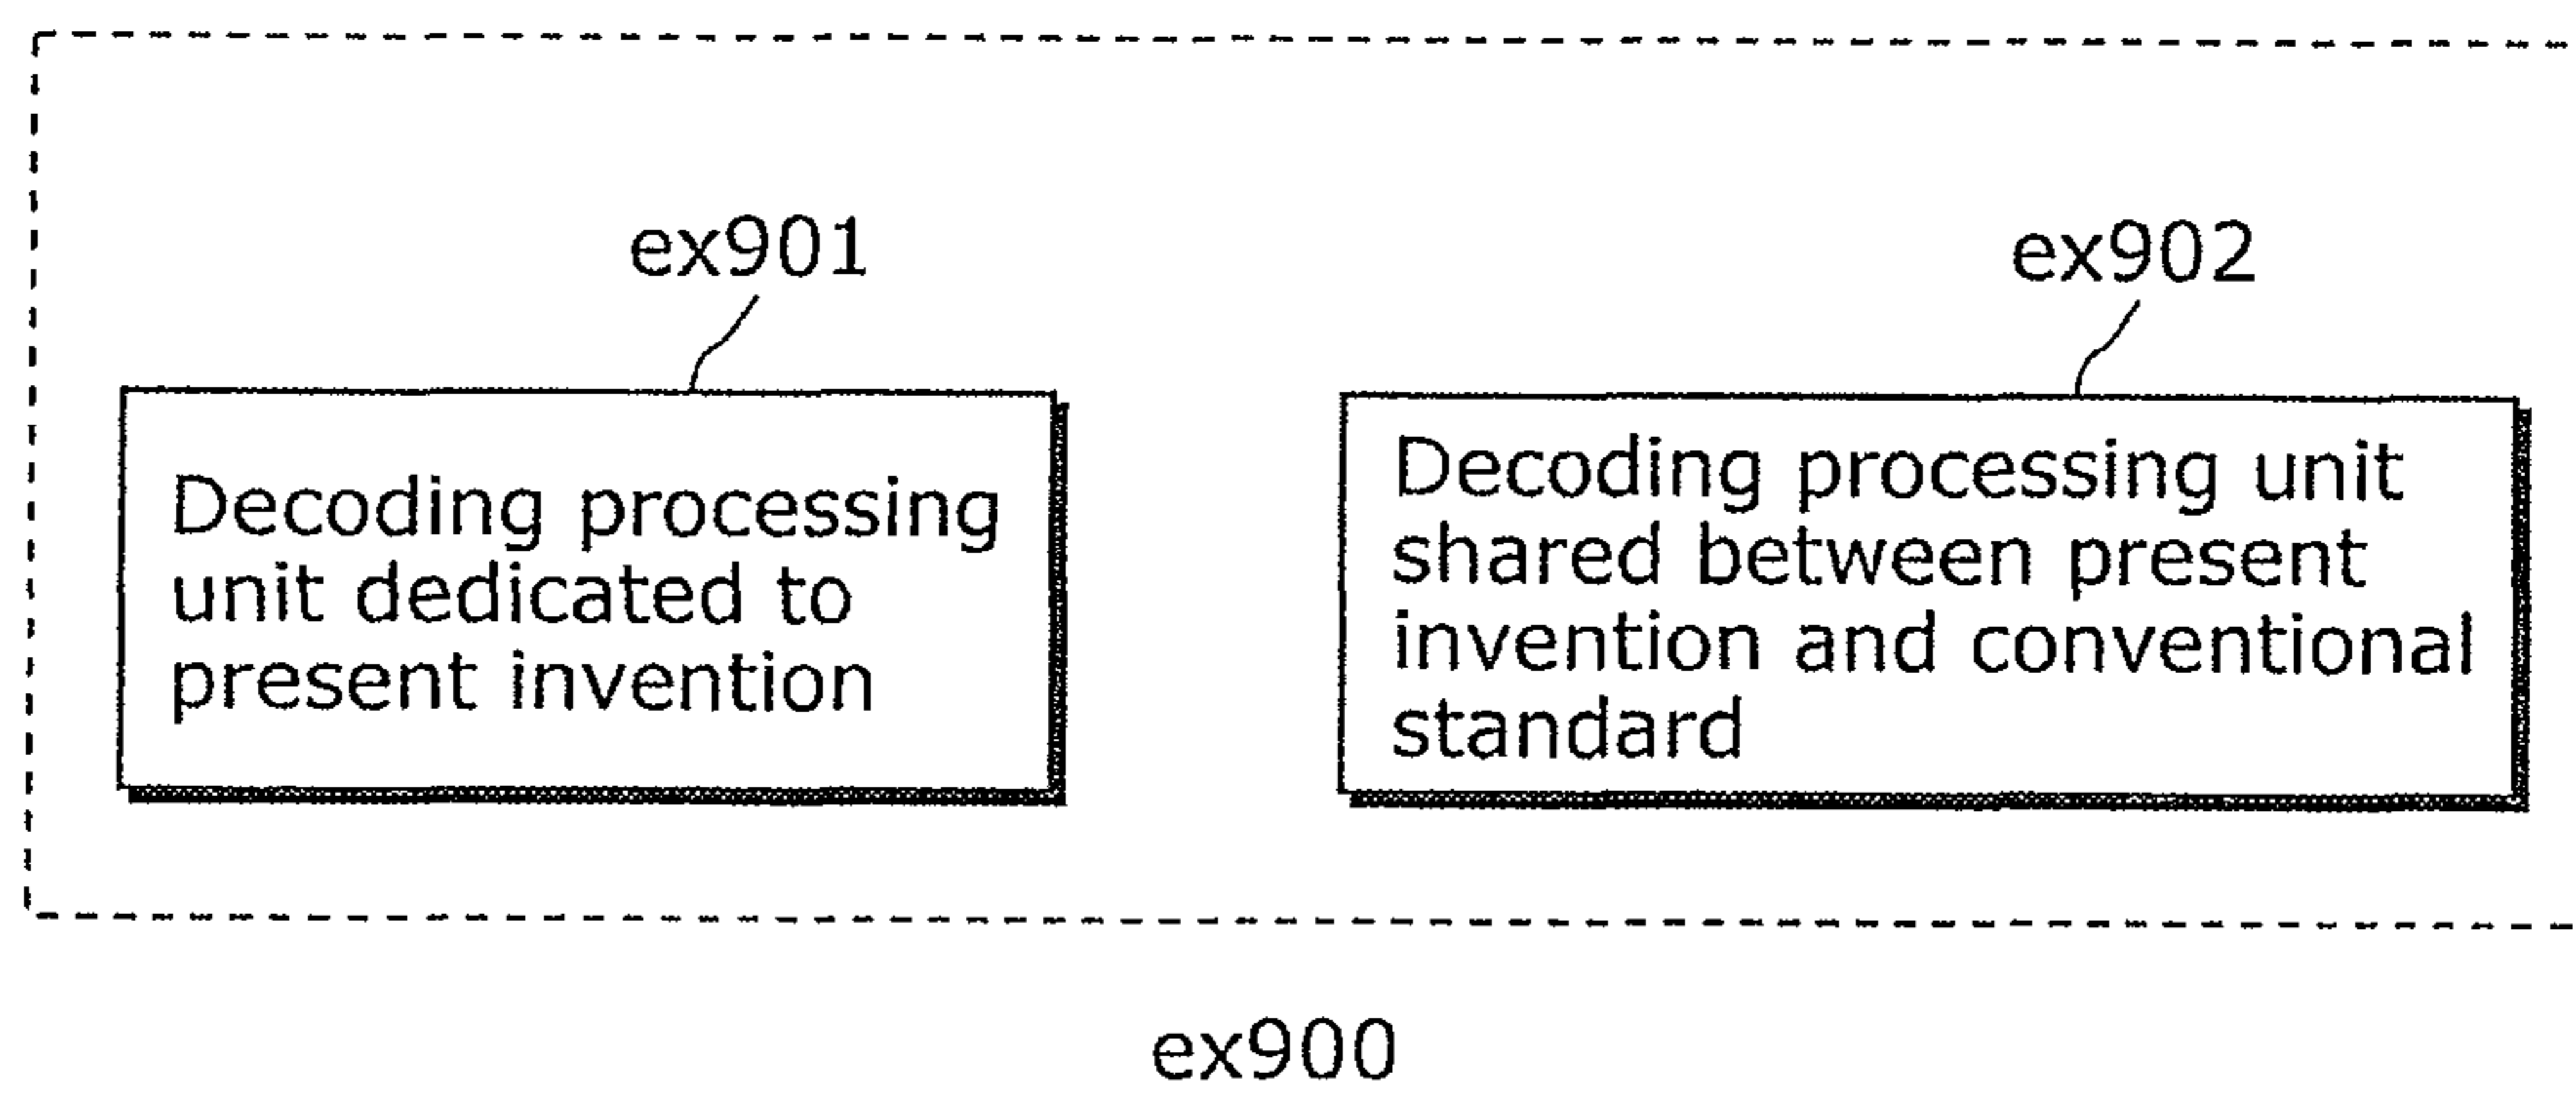 ex901
Decoding processing
unit dedicated to
present invention
ex902
Decoding processing unit
shared between present
invention and conventional
standard
ex900